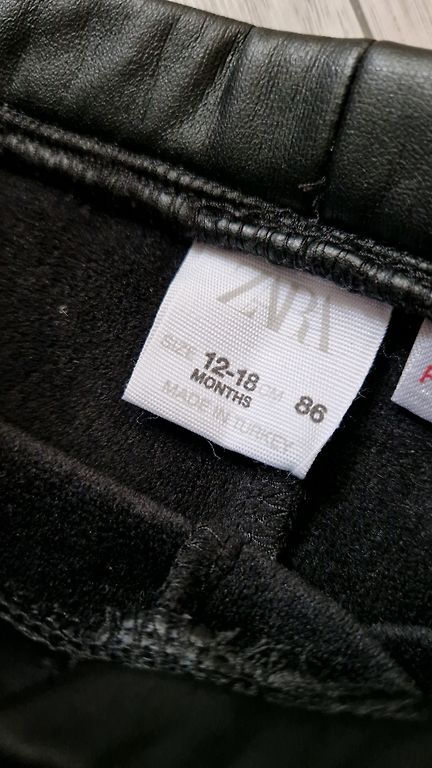 ZARA
SIZE 12-18 CM 86
MONTHS
MADE IN TURKEY